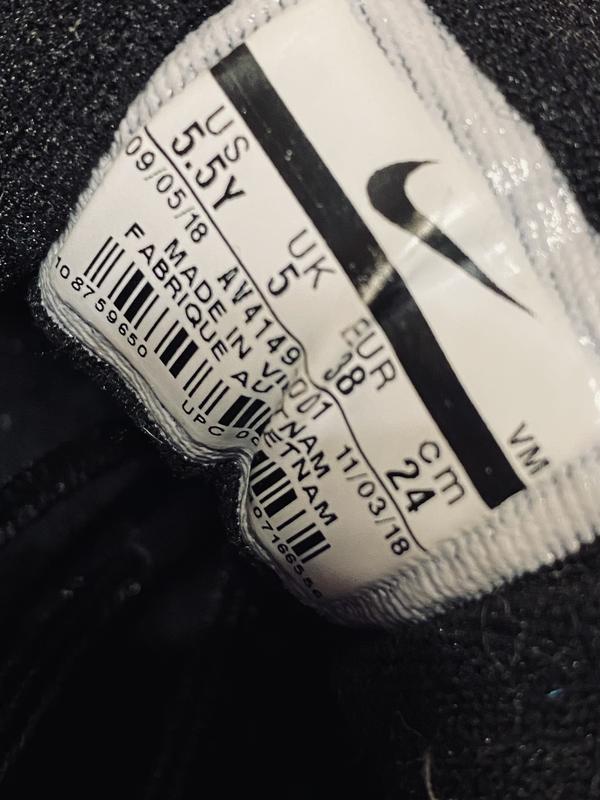 VM
US UK EUR cm
5.5Y 5 38 24
09/05/18 AV4149 001 11/03/18
MADE IN VIETNAM
FABRIQUE AU VIETNAM
108759650
UPC